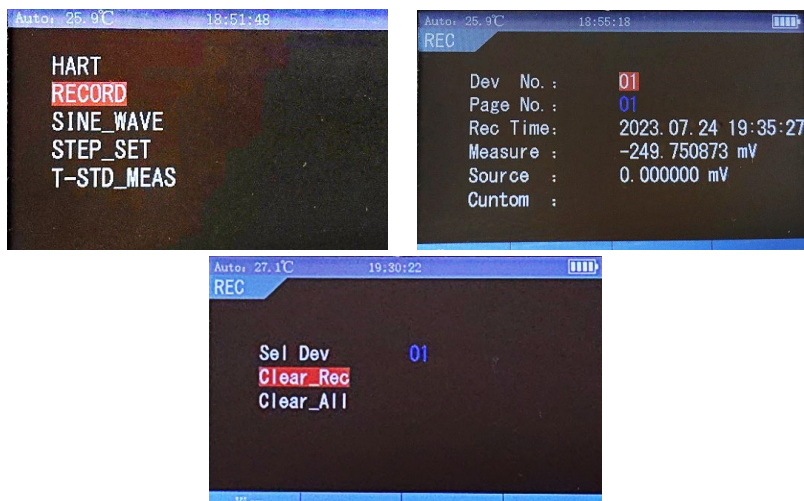 Auto: 25.9℃ 18:51:48
HART
RECORD
SINE_WAVE
STEP_SET
T-STD_MEAS
Auto: 25.9℃ 18:55:18
REC
Dev No.: 01
Page No.: 01
Rec Time: 2023.07.24 19:35:27
Measure : -249.750873 mV
Source : 0.000000 mV
Cuntom :
Auto: 27.1℃ 19:30:22
REC
Sel Dev 01
Clear_Rec
Clear_All